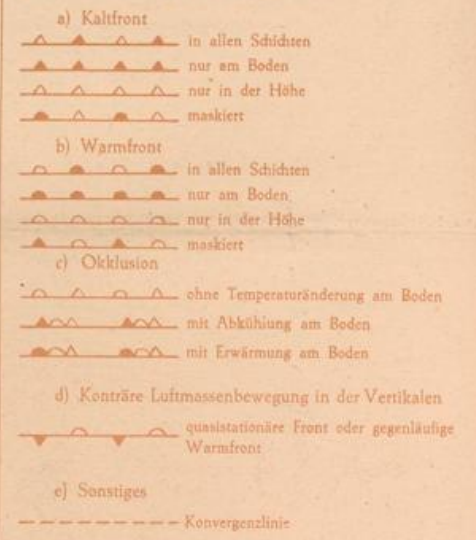 a) Kaltfront
in allen Schichten
nur am Boden
nur in der Höhe
maskiert
b) Warmfront
in allen Schichten
nur am Boden
nur in der Höhe
maskiert
c) Okklusion
ohne Temperaturänderung am Boden
mit Abkühlung am Boden
mit Erwärmung am Boden
d) Konträre Luftmassenbewegung in der Vertikalen
quasistationäre Front oder gegenläufige
Warmfront
e) Sonstiges
Konvergenzlinie